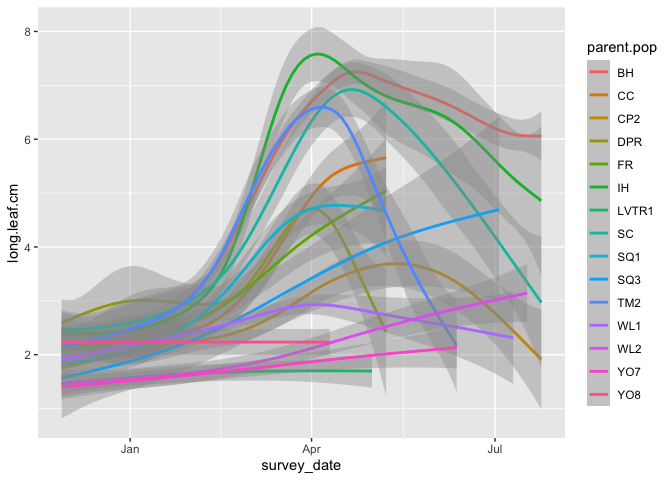 8
6
4
2
long.leaf.cm
Jan
Apr
Jul
survey_date
parent.pop
BH
CC
CP2
DPR
FR
IH
LVTR1
SC
SQ1
SQ3
TM2
WL1
WL2
YO7
YO8